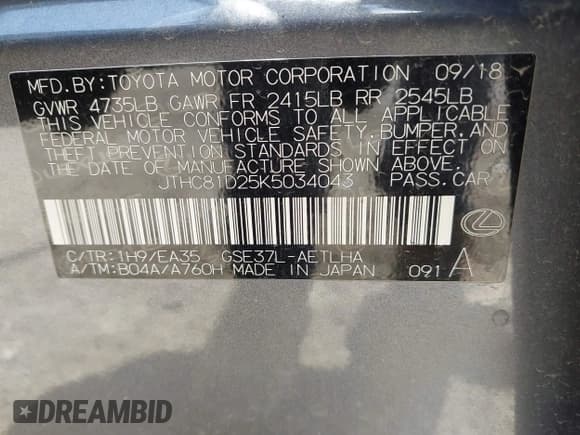 MFD.BY:TOYOTA MOTOR CORPORATION 09/18
GVWR 4735LB GAWR FR 2415LB RR 2545LB
THIS VEHICLE CONFORMS TO ALL APPLICABLE
FEDERAL MOTOR VEHICLE SAFETY, BUMPER, AND
THEFT PREVENTION STANDARDS IN EFFECT ON
THE DATE OF MANUFACTURE SHOWN ABOVE.
JTHC81D25K5034043 PASS.CAR
C/TR:1H9/EA35 GSE37L-AETLHA
A/TM:B04A/A760H MADE IN JAPAN 091 A
DREAMBID